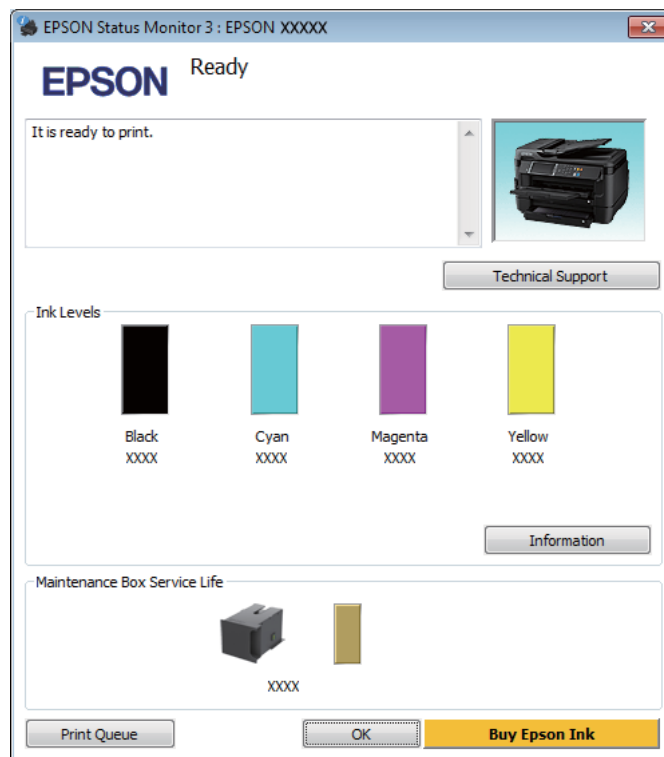 EPSON Status Monitor 3 : EPSON XXXXX
EPSON
Ready
It is ready to print.
Technical Support
Ink Levels
Black Cyan Magenta Yellow
XXXX XXXX XXXX XXXX
Information
Maintenance Box Service Life
XXXX
Print Queue OK Buy Epson Ink